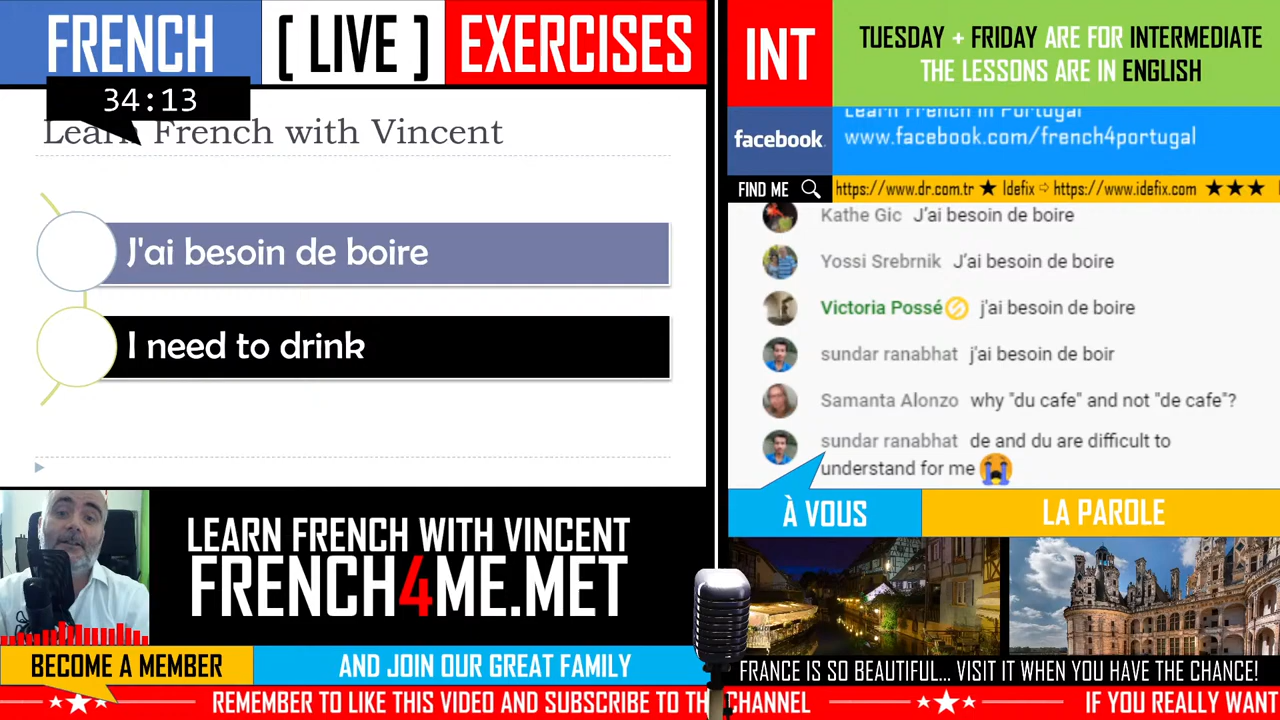 FRENCH [ LIVE ] EXERCISES
34:13
Learn French with Vincent
J'ai besoin de boire
I need to drink
LEARN FRENCH WITH VINCENT
FRENCH4ME.MET
BECOME A MEMBER
AND JOIN OUR GREAT FAMILY
INT
TUESDAY + FRIDAY ARE FOR INTERMEDIATE
THE LESSONS ARE IN ENGLISH
facebook.
Learn French in Portugal
www.facebook.com/french4portugal
FIND ME
https://www.dr.com.tr ★ Idefix ⇨ https://www.idefix.com ★★★
Kathe Gic J'ai besoin de boire
Yossi Srebrnik J'ai besoin de boire
Victoria Possé j'ai besoin de boire
sundar ranabhat j'ai besoin de boir
Samanta Alonzo why "du cafe" and not "de cafe"?
sundar ranabhat de and du are difficult to
understand for me 😭
À VOUS
LA PAROLE
FRANCE IS SO BEAUTIFUL... VISIT IT WHEN YOU HAVE THE CHANCE!
★ REMEMBER TO LIKE THIS VIDEO AND SUBSCRIBE TO TH CHANNEL ★ IF YOU REALLY WANT